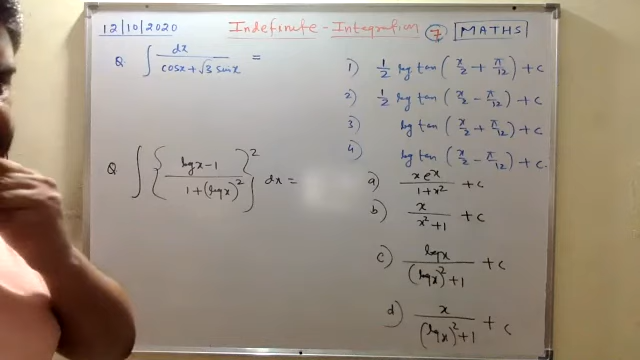 12/10/2020 Indefinite - Integration 7 MATHS
Q. ∫ dx / (cosx + √3 sinx) =
1) 1/2 log tan (x/2 + π/12) + c
2) 1/2 log tan (x/2 - π/12) + c
3) log tan (x/2 + π/12) + c
4) log tan (x/2 - π/12) + c.
Q ∫ { (logx - 1) / (1 + (logx)²) }² dx =
a) xeˣ / (1 + x²) + c
b) x / (x² + 1) + c
c) logx / ((logx)² + 1) + c
d) x / ((logx)² + 1) + c